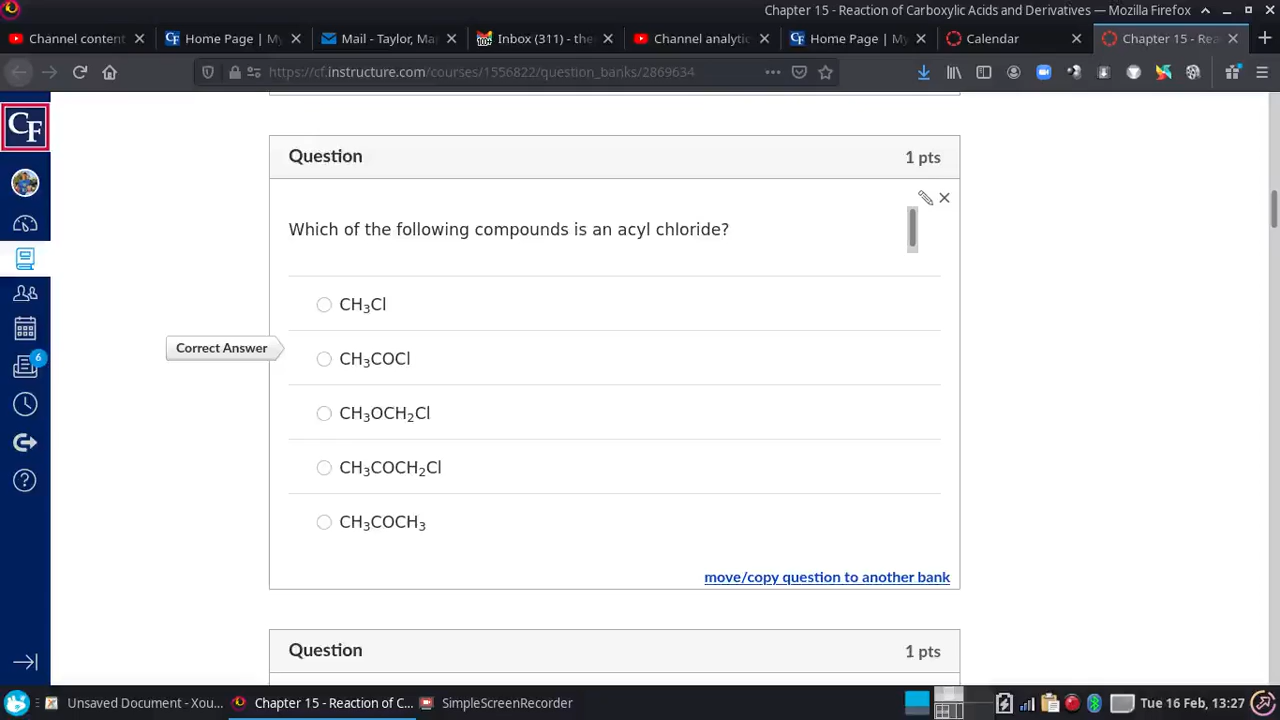 Chapter 15 - Reaction of Carboxylic Acids and Derivatives — Mozilla Firefox
Channel content
Home Page | My
Mail - Taylor, Mar
Inbox (311) - the
Channel analytic
Home Page | My
Calendar
Chapter 15 - Rea
https://cf.instructure.com/courses/1556822/question_banks/2869634
CF
Question
1 pts
Which of the following compounds is an acyl chloride?
CH₃Cl
Correct Answer
CH₃COCl
CH₃OCH₂Cl
6
CH₃COCH₂Cl
CH₃COCH₃
move/copy question to another bank
Question
1 pts
Unsaved Document - You...
Chapter 15 - Reaction of C...
SimpleScreenRecorder
Tue 16 Feb, 13:27